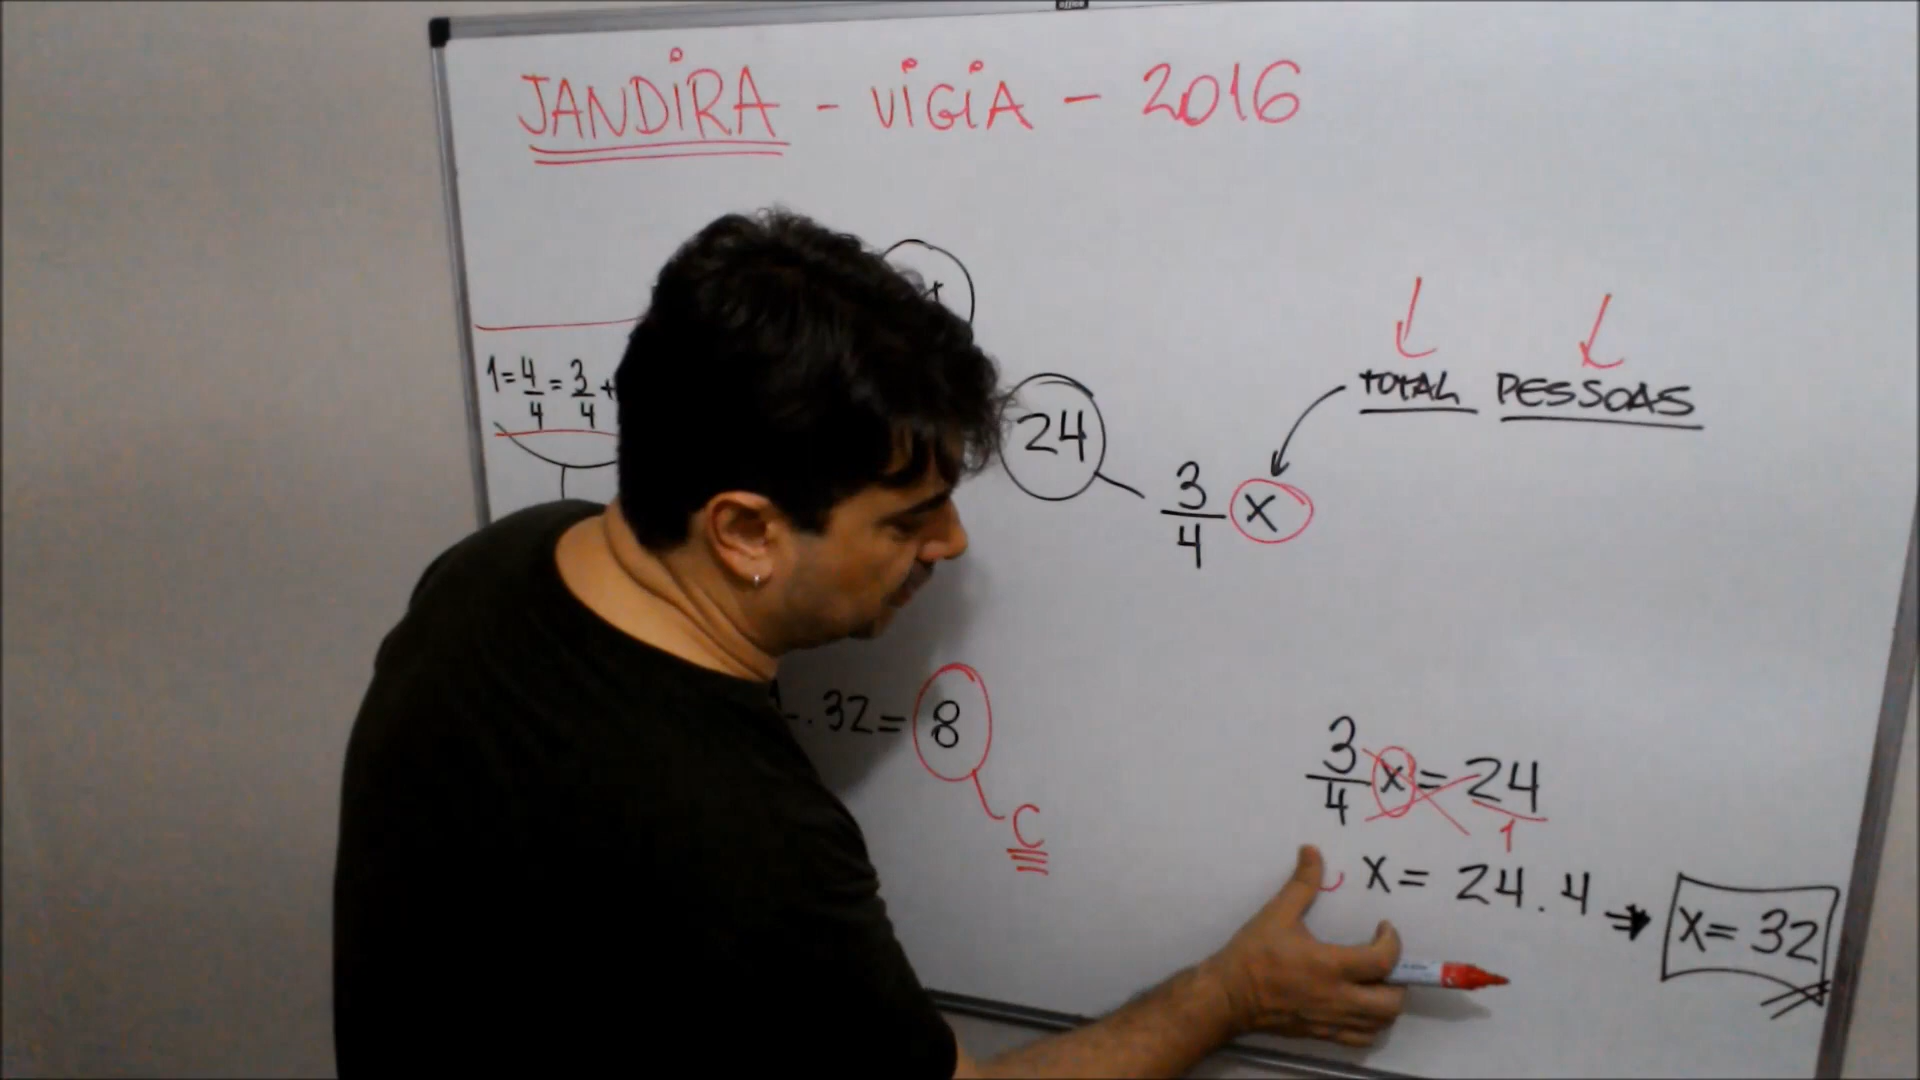 JANDIRA - VIGIA - 2016
1 = 4/4 = 3/4 +
24
3/4 x
TOTAL PESSOAS
. 32 = 8
C
3/4 x = 24/1
x = 24 . 4 ⇒ x = 32